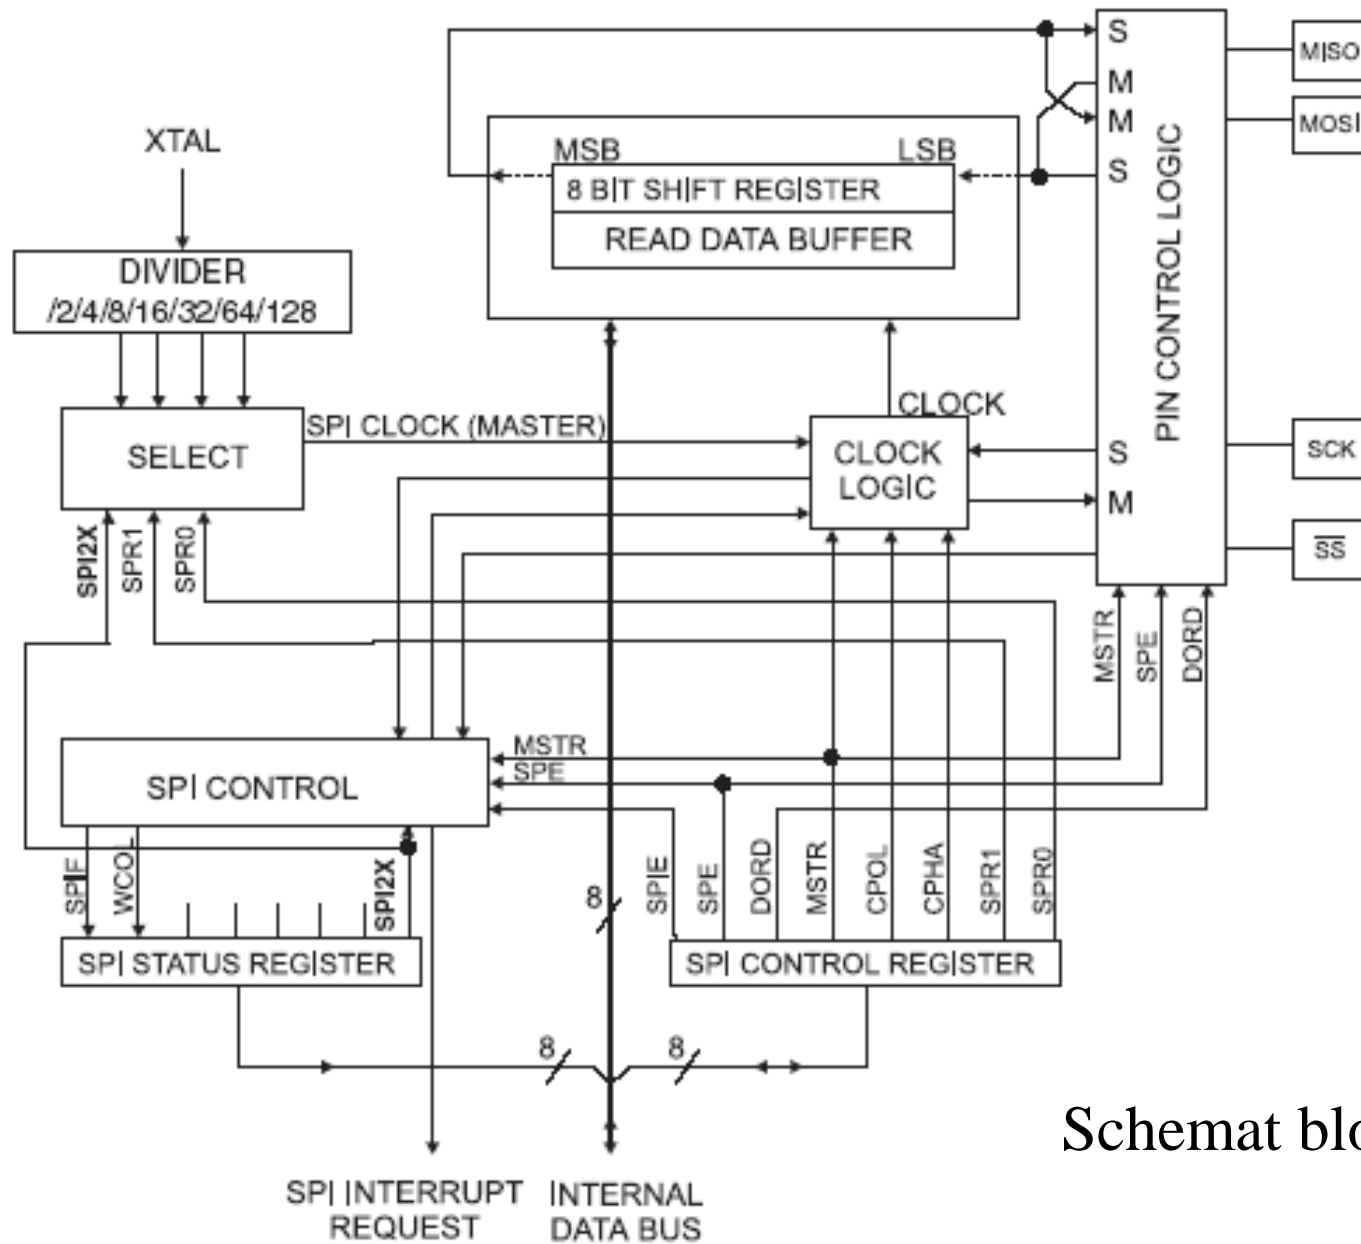 S
MISO
M
M
MOSI
XTAL
MSB
LSB
S
8 BIT SHIFT REGISTER
READ DATA BUFFER
PIN CONTROL LOGIC
DIVIDER
/2/4/8/16/32/64/128
SPI CLOCK (MASTER)
CLOCK
SELECT
CLOCK
LOGIC
S
SCK
M
SPI2X
SPR1
SPR0
SS
MSTR
SPE
DORD
MSTR
SPE
SPI CONTROL
SPIF
WCOL
SPI2X
8
SPIE
SPE
DORD
MSTR
CPOL
CPHA
SPR1
SPR0
SPI STATUS REGISTER
SPI CONTROL REGISTER
8
8
Schemat blo
SPI INTERRUPT
REQUEST
INTERNAL
DATA BUS